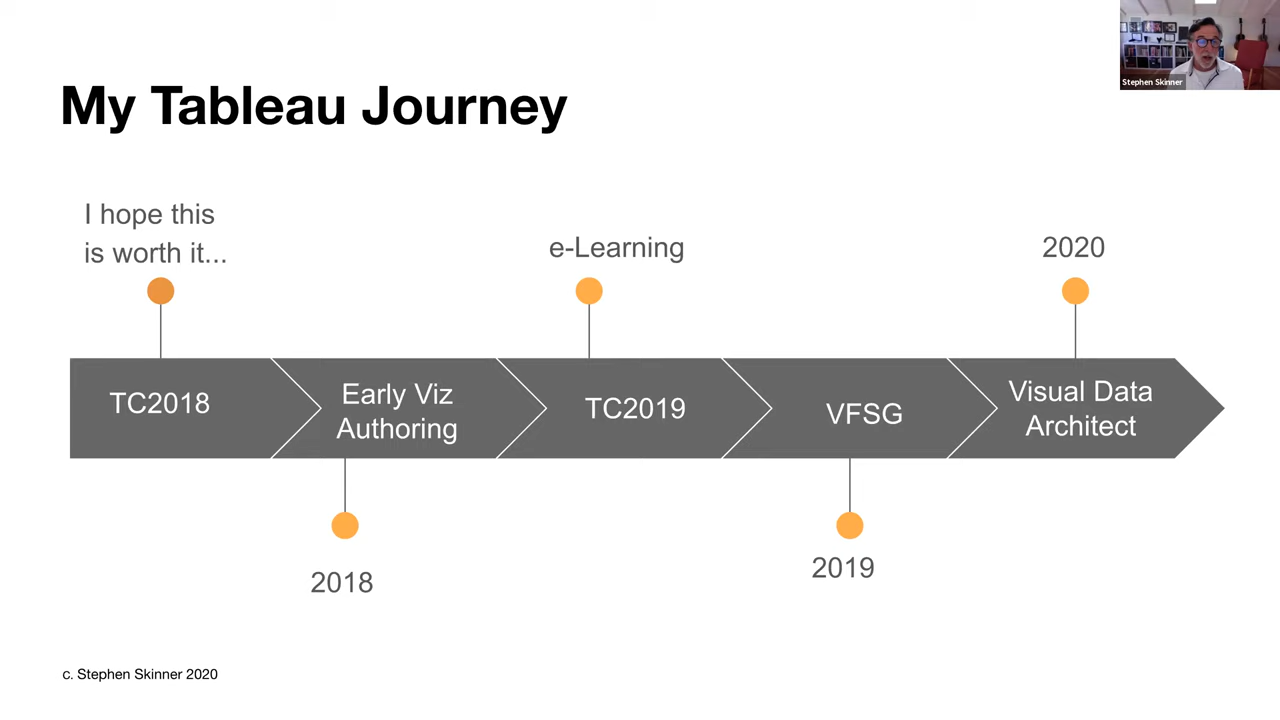 Stephen Skinner
My Tableau Journey
I hope this
is worth it...
e-Learning
2020
TC2018
Early Viz
Authoring
TC2019
VFSG
Visual Data
Architect
2018
2019
c. Stephen Skinner 2020